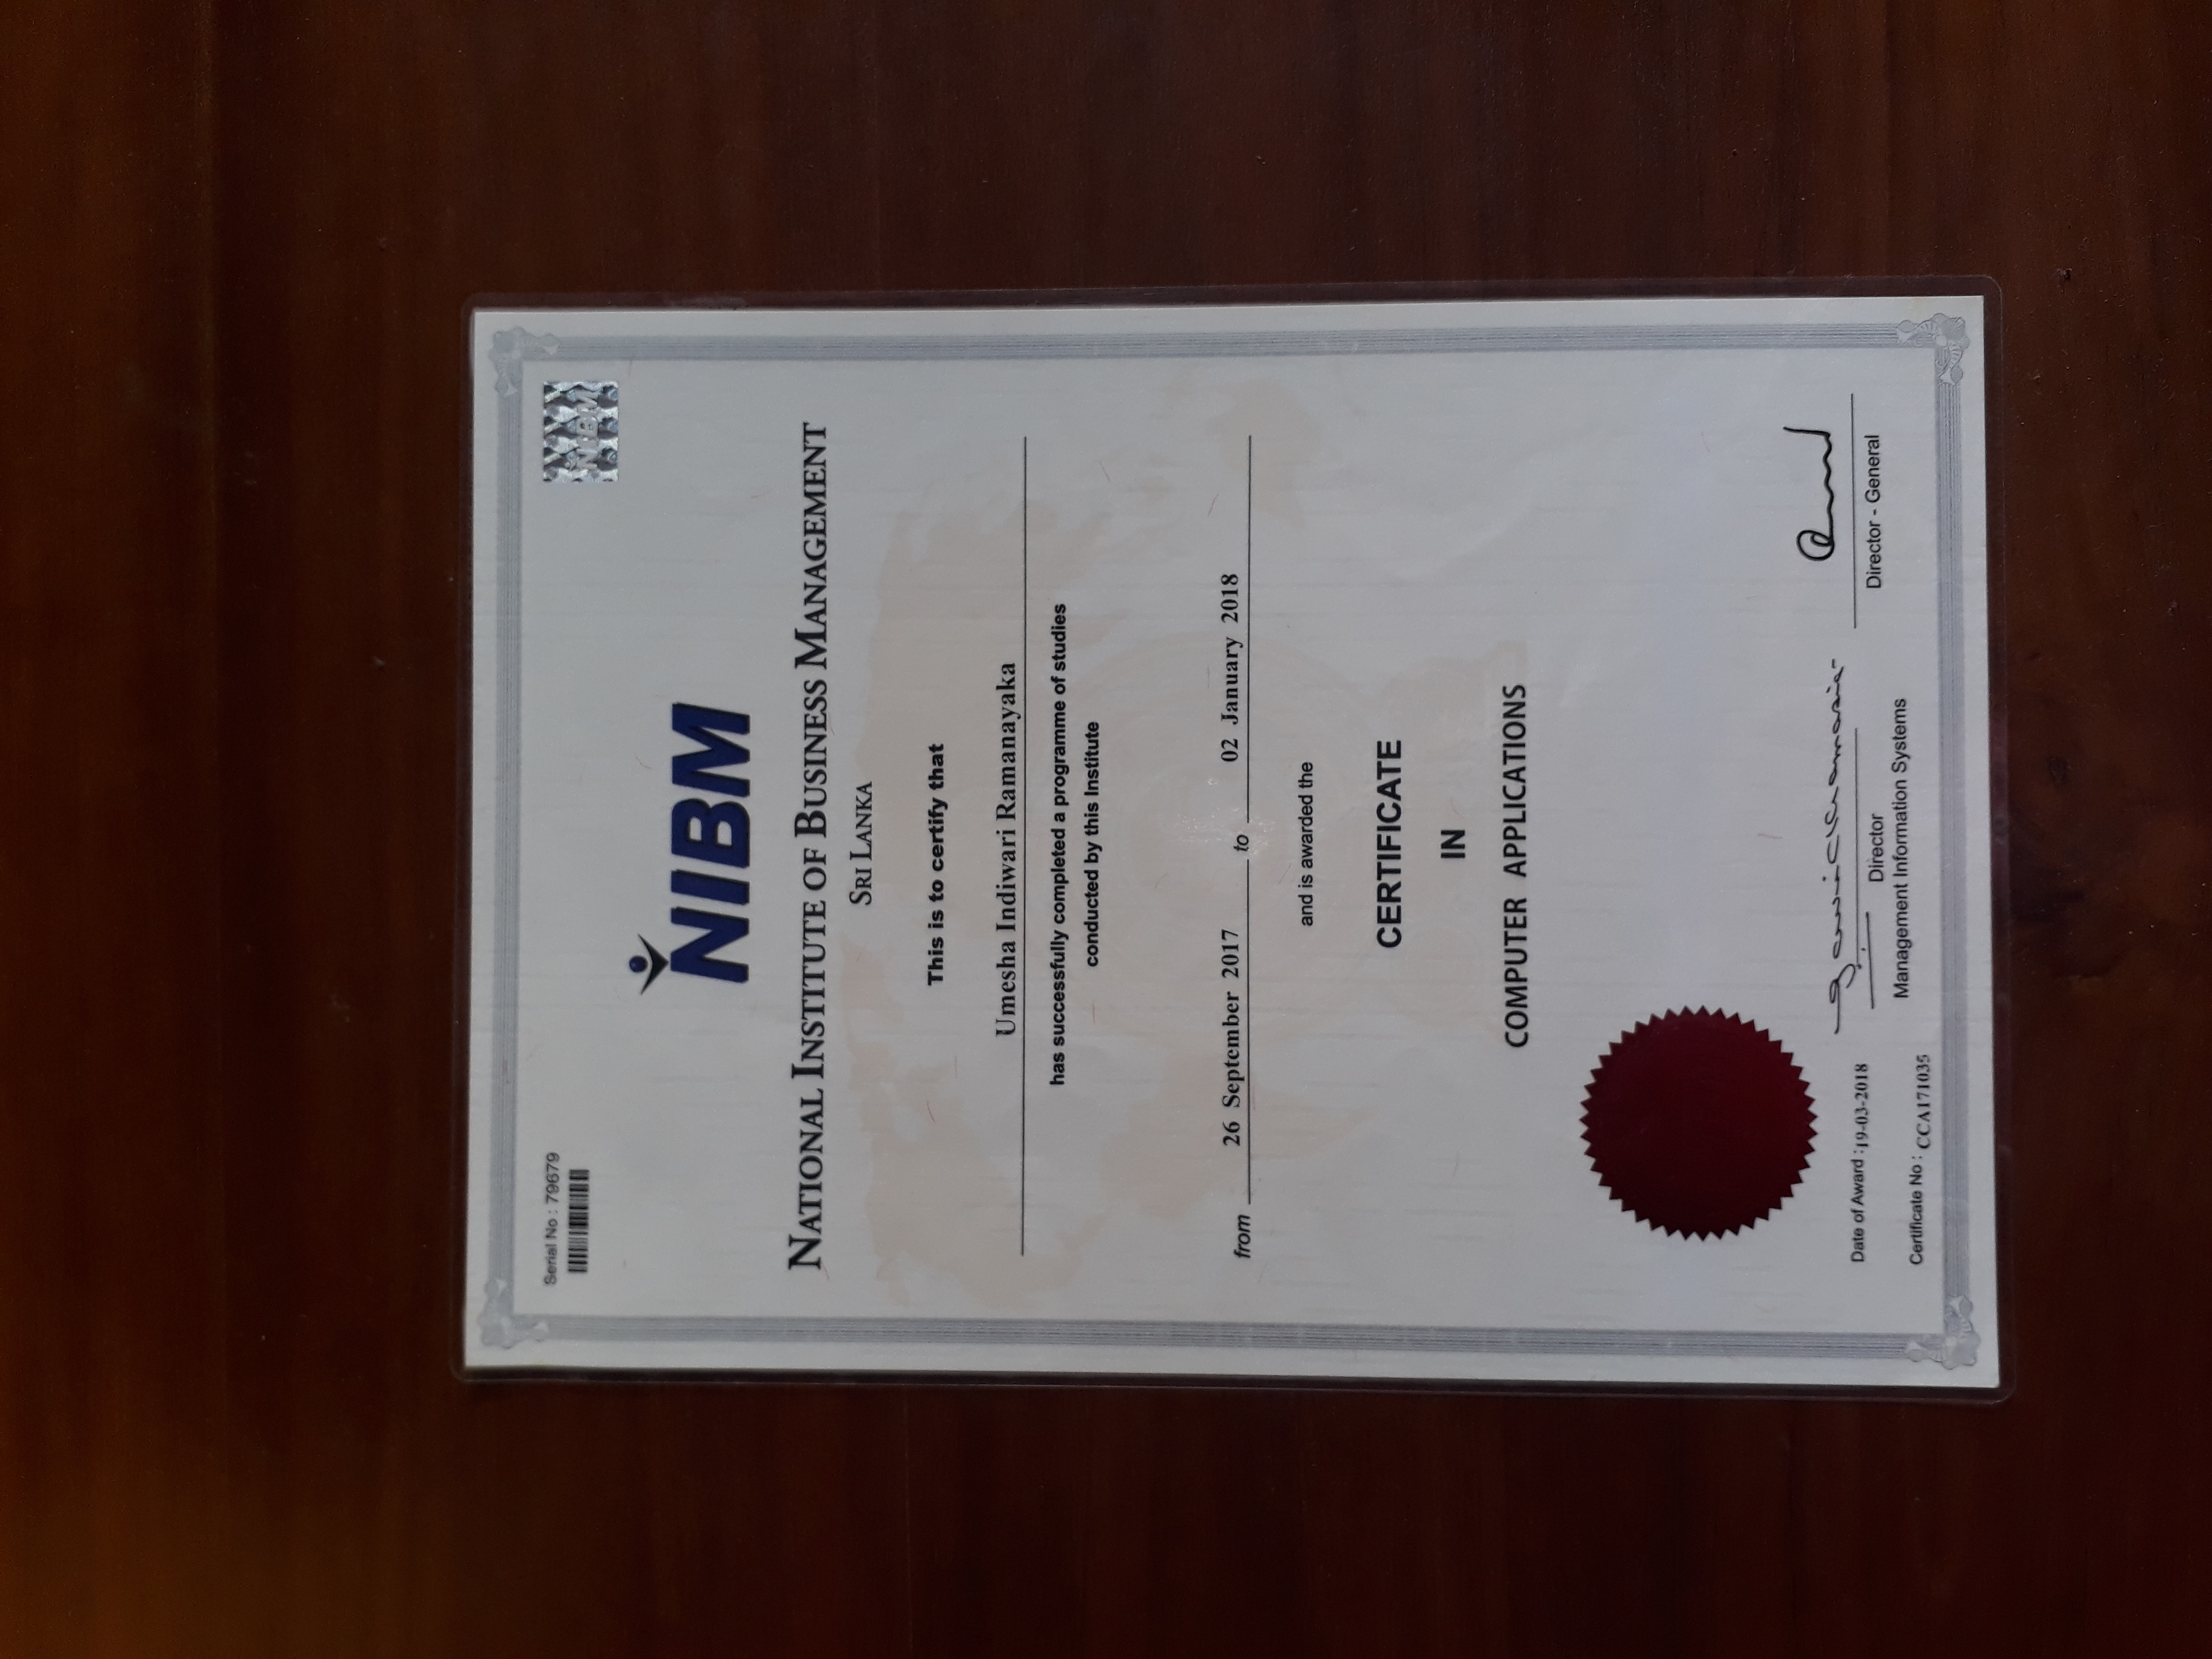 Serial No : 79679
NIBM
NIBM
NATIONAL INSTITUTE OF BUSINESS MANAGEMENT
SRI LANKA
This is to certify that
Umesha Indiwari Ramanayaka
has successfully completed a programme of studies
conducted by this Institute
from 26 September 2017 to 02 January 2018
and is awarded the
CERTIFICATE
IN
COMPUTER APPLICATIONS
Date of Award : 19-03-2018
Director
Management Information Systems
Director - General
Certificate No : CCA171035